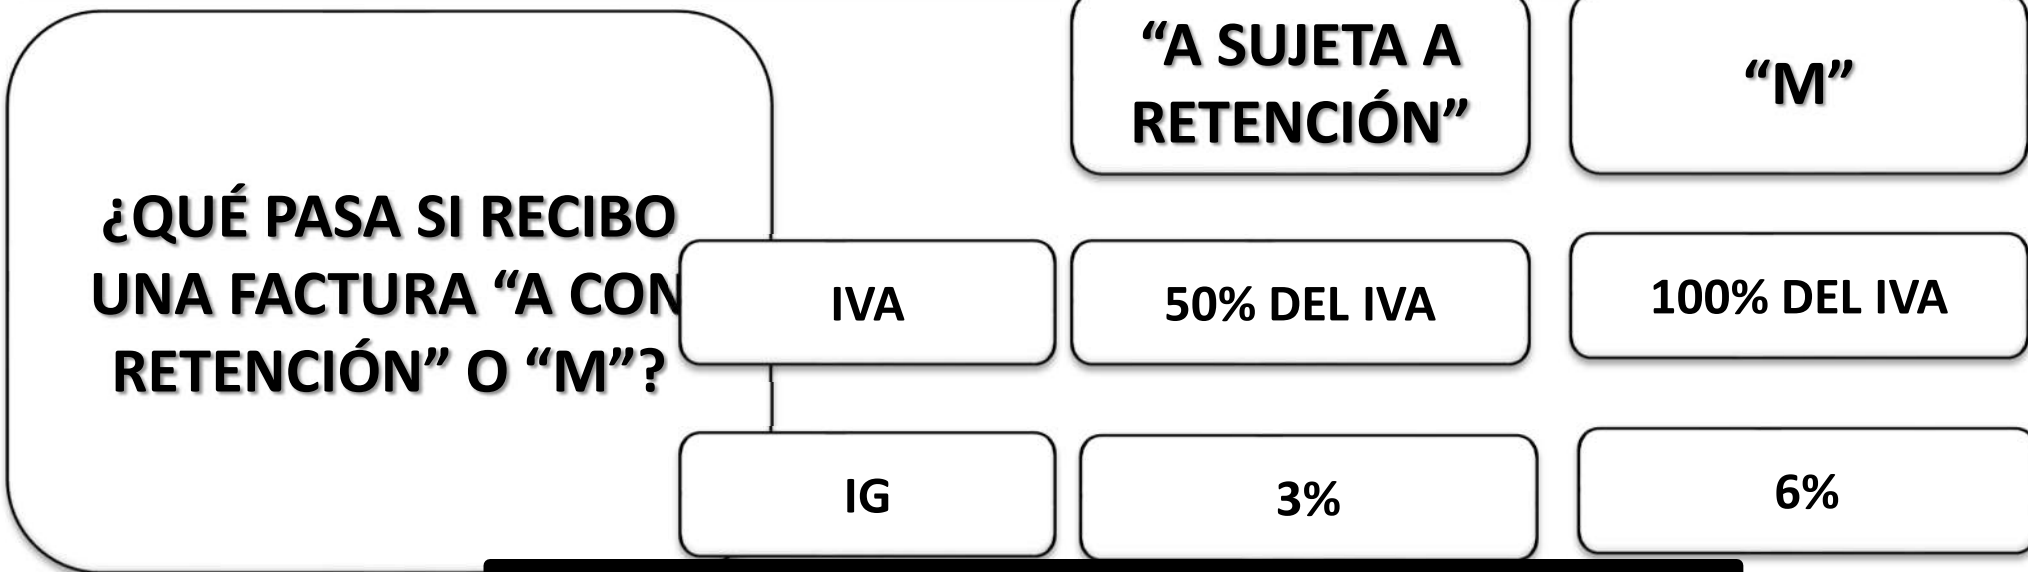 ¿QUÉ PASA SI RECIBO
UNA FACTURA “A CON
RETENCIÓN” O “M”?
“A SUJETA A
RETENCIÓN”
“M”
IVA
50% DEL IVA
100% DEL IVA
IG
3%
6%